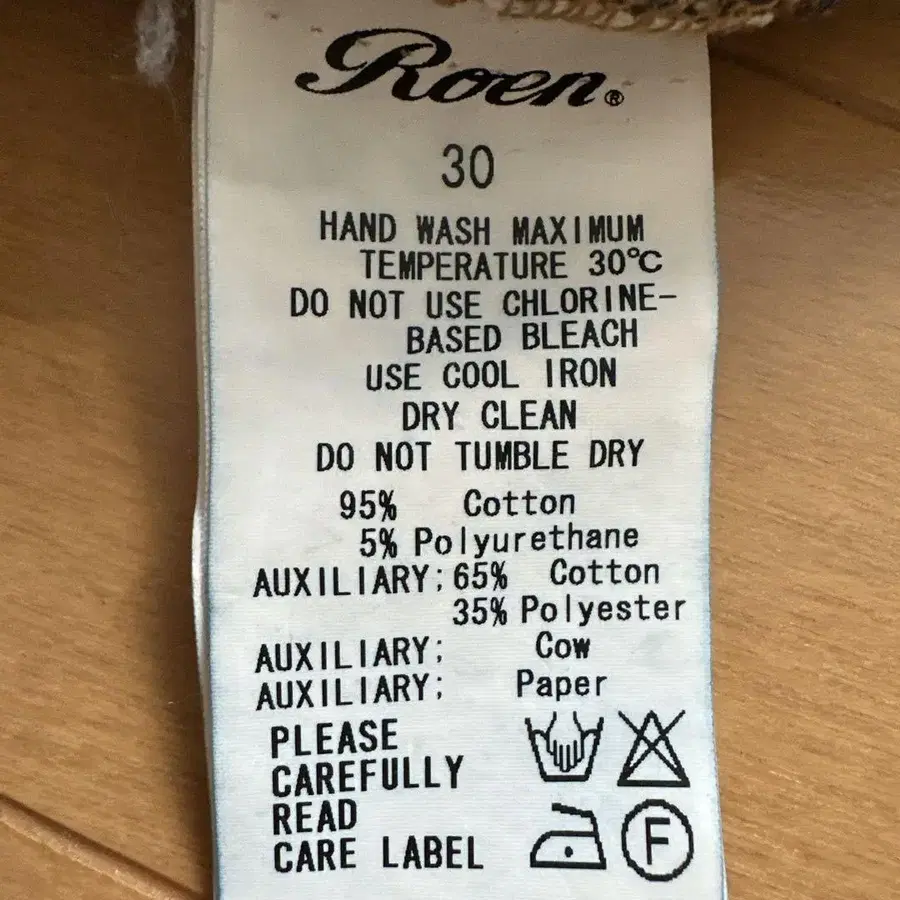 Roen®
30
HAND WASH MAXIMUM
TEMPERATURE 30℃
DO NOT USE CHLORINE-
BASED BLEACH
USE COOL IRON
DRY CLEAN
DO NOT TUMBLE DRY
95% Cotton
5% Polyurethane
AUXILIARY; 65% Cotton
35% Polyester
AUXILIARY; Cow
AUXILIARY; Paper
PLEASE
CAREFULLY
READ
CARE LABEL
F